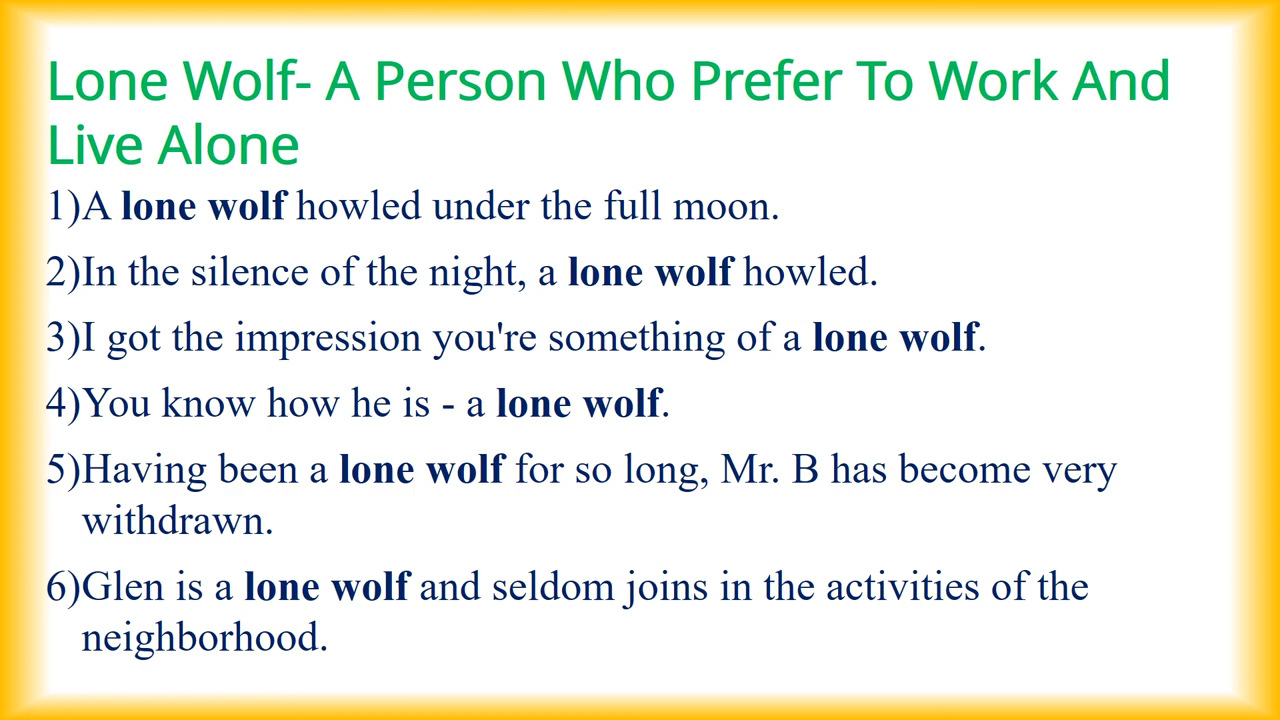 Lone Wolf- A Person Who Prefer To Work And
Live Alone
1)A lone wolf howled under the full moon.
2)In the silence of the night, a lone wolf howled.
3)I got the impression you're something of a lone wolf.
4)You know how he is - a lone wolf.
5)Having been a lone wolf for so long, Mr. B has become very
withdrawn.
6)Glen is a lone wolf and seldom joins in the activities of the
neighborhood.